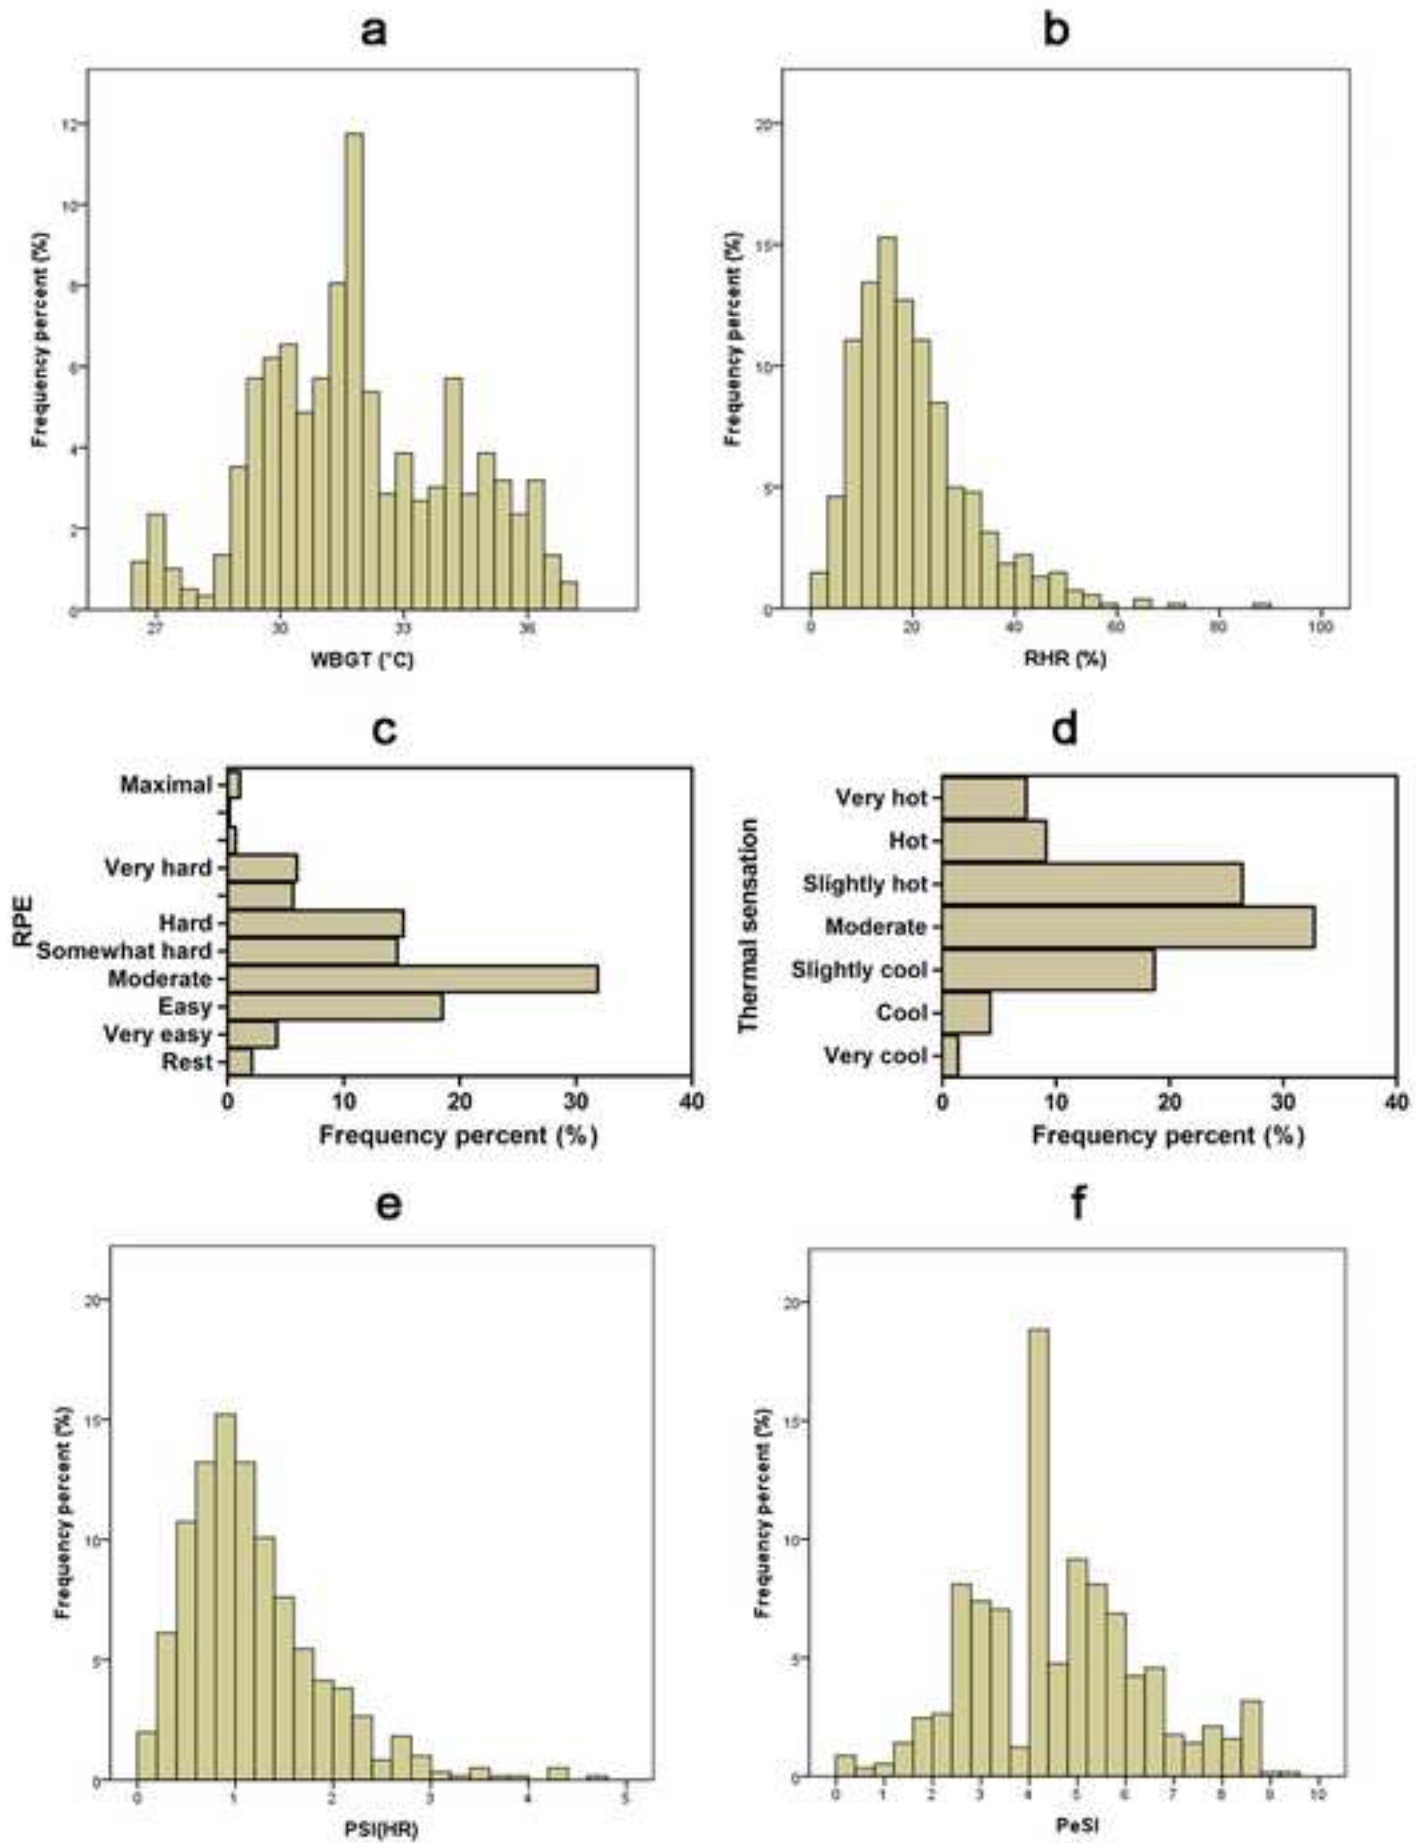 a
b
12
10
8
6
4
2
0
Frequency percent (%)
27
30
33
36
WBGT (°C)
20
15
10
5
0
Frequency percent (%)
0
20
40
60
80
100
RHR (%)
c
d
RPE
Maximal
Very hard
Hard
Somewhat hard
Moderate
Easy
Very easy
Rest
0 10 20 30 40
Frequency percent (%)
Thermal sensation
Very hot
Hot
Slightly hot
Moderate
Slightly cool
Cool
Very cool
0 10 20 30 40
Frequency percent (%)
e
f
20
15
10
5
0
Frequency percent (%)
0 1 2 3 4 5
PSI(HR)
20
15
10
5
0
Frequency percent (%)
0 1 2 3 4 5 6 7 8 9 10
PeSI